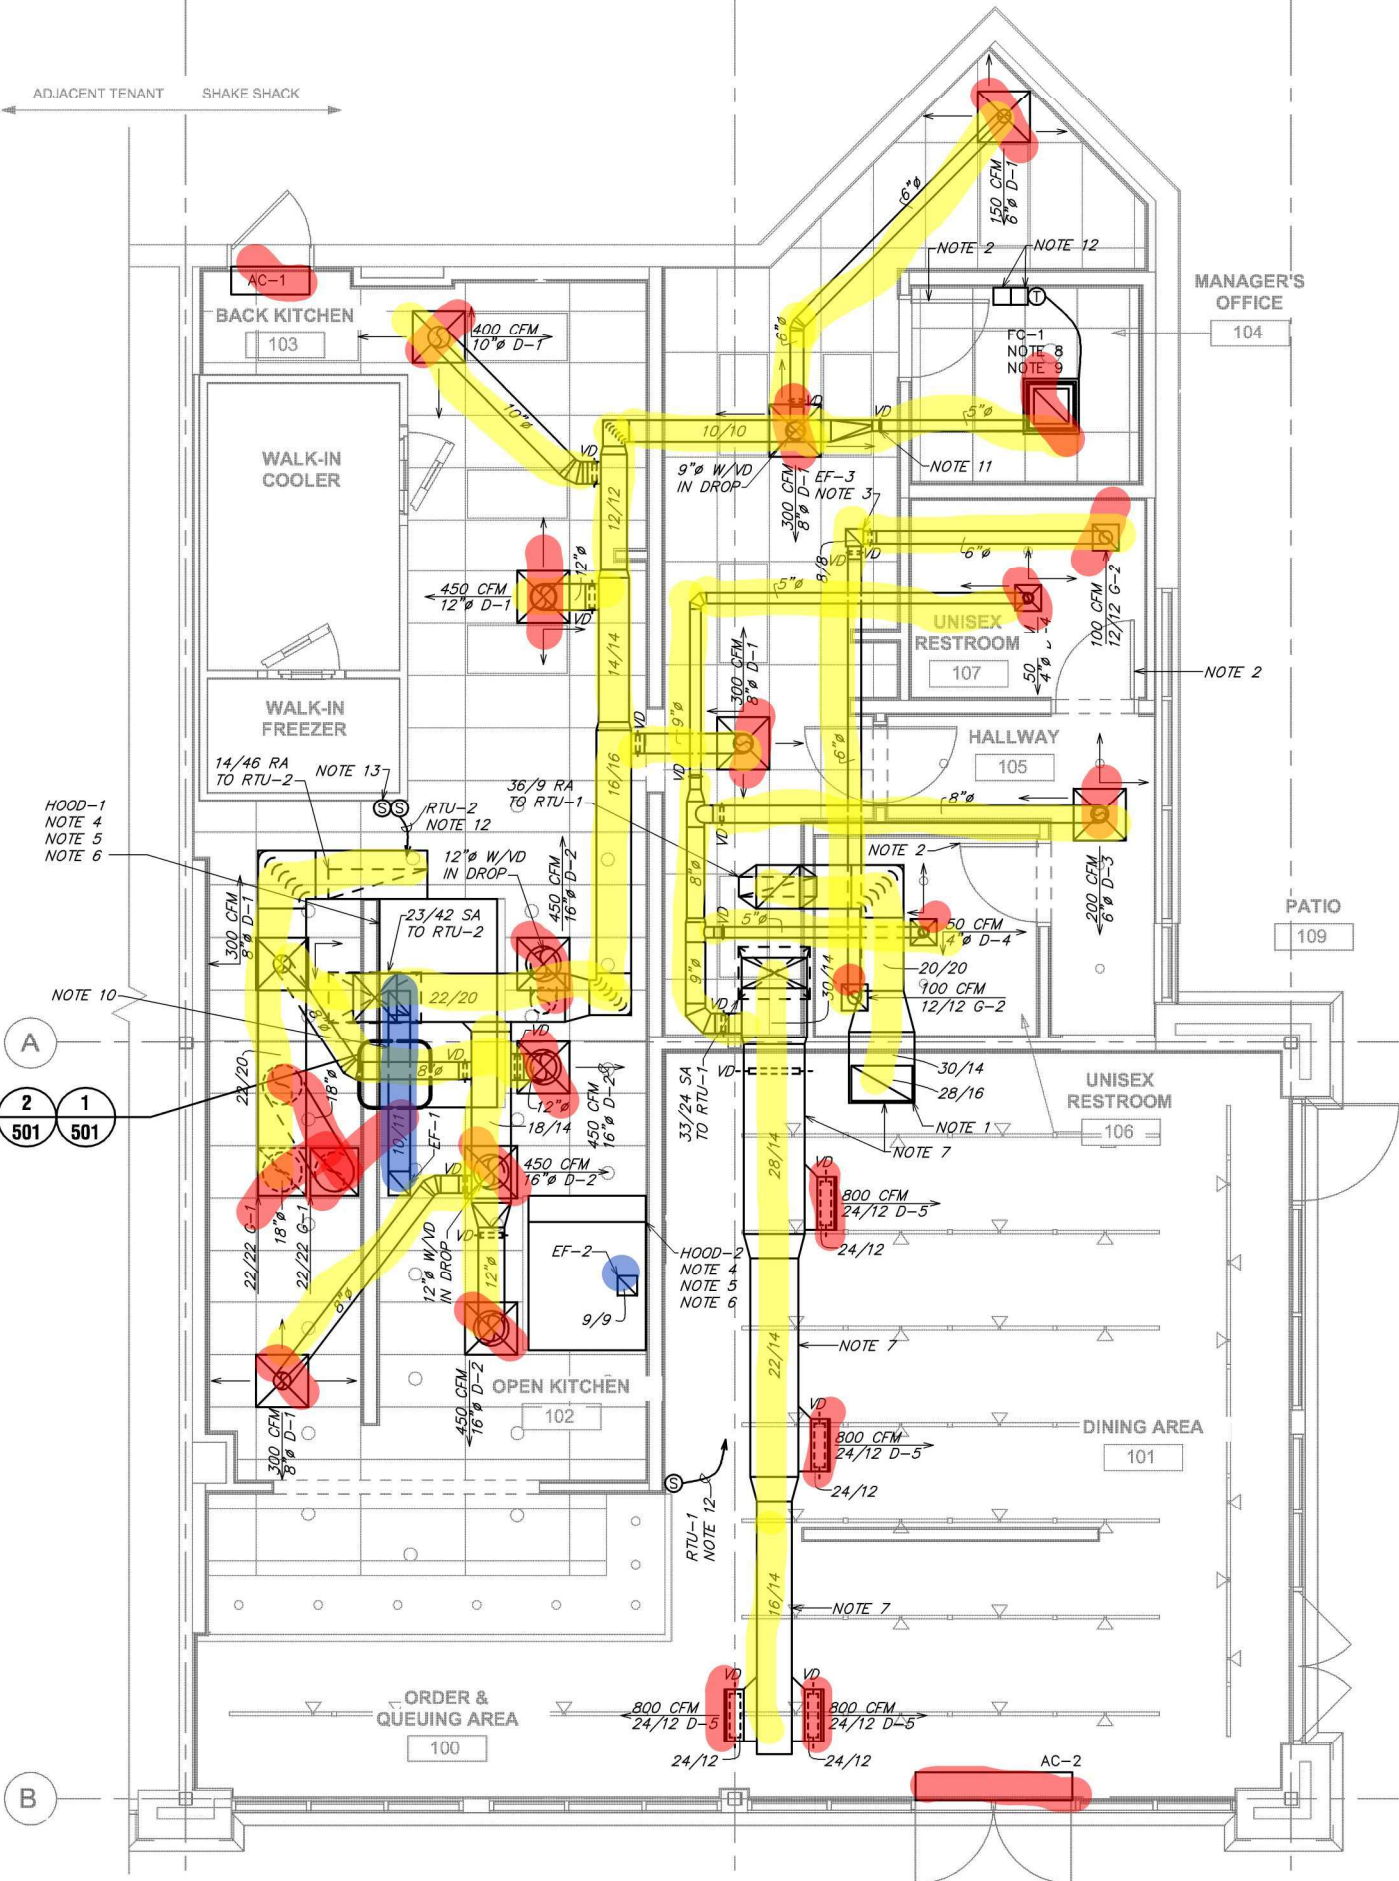 ADJACENT TENANT
SHAKE SHACK
AC-1
BACK KITCHEN
103
400 CFM
10"ø D-1
10"ø
6"ø
150 CFM
6"ø D-1
NOTE 2
NOTE 12
MANAGER'S
OFFICE
104
T
FC-1
NOTE 8
NOTE 9
6"ø
VD
10/10
VD
5"ø
NOTE 11
9"ø W/VD
IN DROP
300 CFM
8"ø D-1
EF-3
NOTE 3
WALK-IN
COOLER
VD
12/12
450 CFM
12"ø D-1
12"ø
VD
14/14
8/8
VD
VD
6"ø
100 CFM
12/12 G-2
5"ø
UNISEX
RESTROOM
107
50
NOTE 2
WALK-IN
FREEZER
300 CFM
8"ø D-1
9"ø
VD
VD
6"ø
HALLWAY
105
14/46 RA
TO RTU-2
NOTE 13
S S
RTU-2
NOTE 12
16/16
36/9 RA
TO RTU-1
8"ø
VD
200 CFM
6"ø D-3
HOOD-1
NOTE 4
NOTE 5
NOTE 6
12"ø W/VD
IN DROP
450 CFM
16"ø D-2
8"ø
NOTE 2
300 CFM
8"ø D-1
23/42 SA
TO RTU-2
VD
5"ø
50 CFM
4"ø D-4
PATIO
109
NOTE 10
22/20
9"ø
30/14
20/20
100 CFM
12/12 G-2
A
8"ø
VD
VD
8"ø
VD
VD
30/14
28/16
NOTE 1
NOTE 7
UNISEX
RESTROOM
106
2
501
1
501
22/20
18"ø
10/11
EF-1
12"ø
18/14
450 CFM
16"ø D-2
33/24 SA
TO RTU-1
28/14
VD
450 CFM
16"ø D-2
VD
800 CFM
24/12 D-5
24/12
22/22 G-1
18"ø
22/22 G-1
VD
12"ø W/VD
IN DROP
12"ø
EF-2
9/9
HOOD-2
NOTE 4
NOTE 5
NOTE 6
8"ø
22/14
NOTE 7
300 CFM
8"ø D-1
450 CFM
16"ø D-2
OPEN KITCHEN
102
VD
800 CFM
24/12 D-5
24/12
DINING AREA
101
S
RTU-1
NOTE 12
16/14
NOTE 7
ORDER &
QUEUING AREA
100
VD
800 CFM
24/12 D-5
24/12
VD
800 CFM
24/12 D-5
24/12
AC-2
B